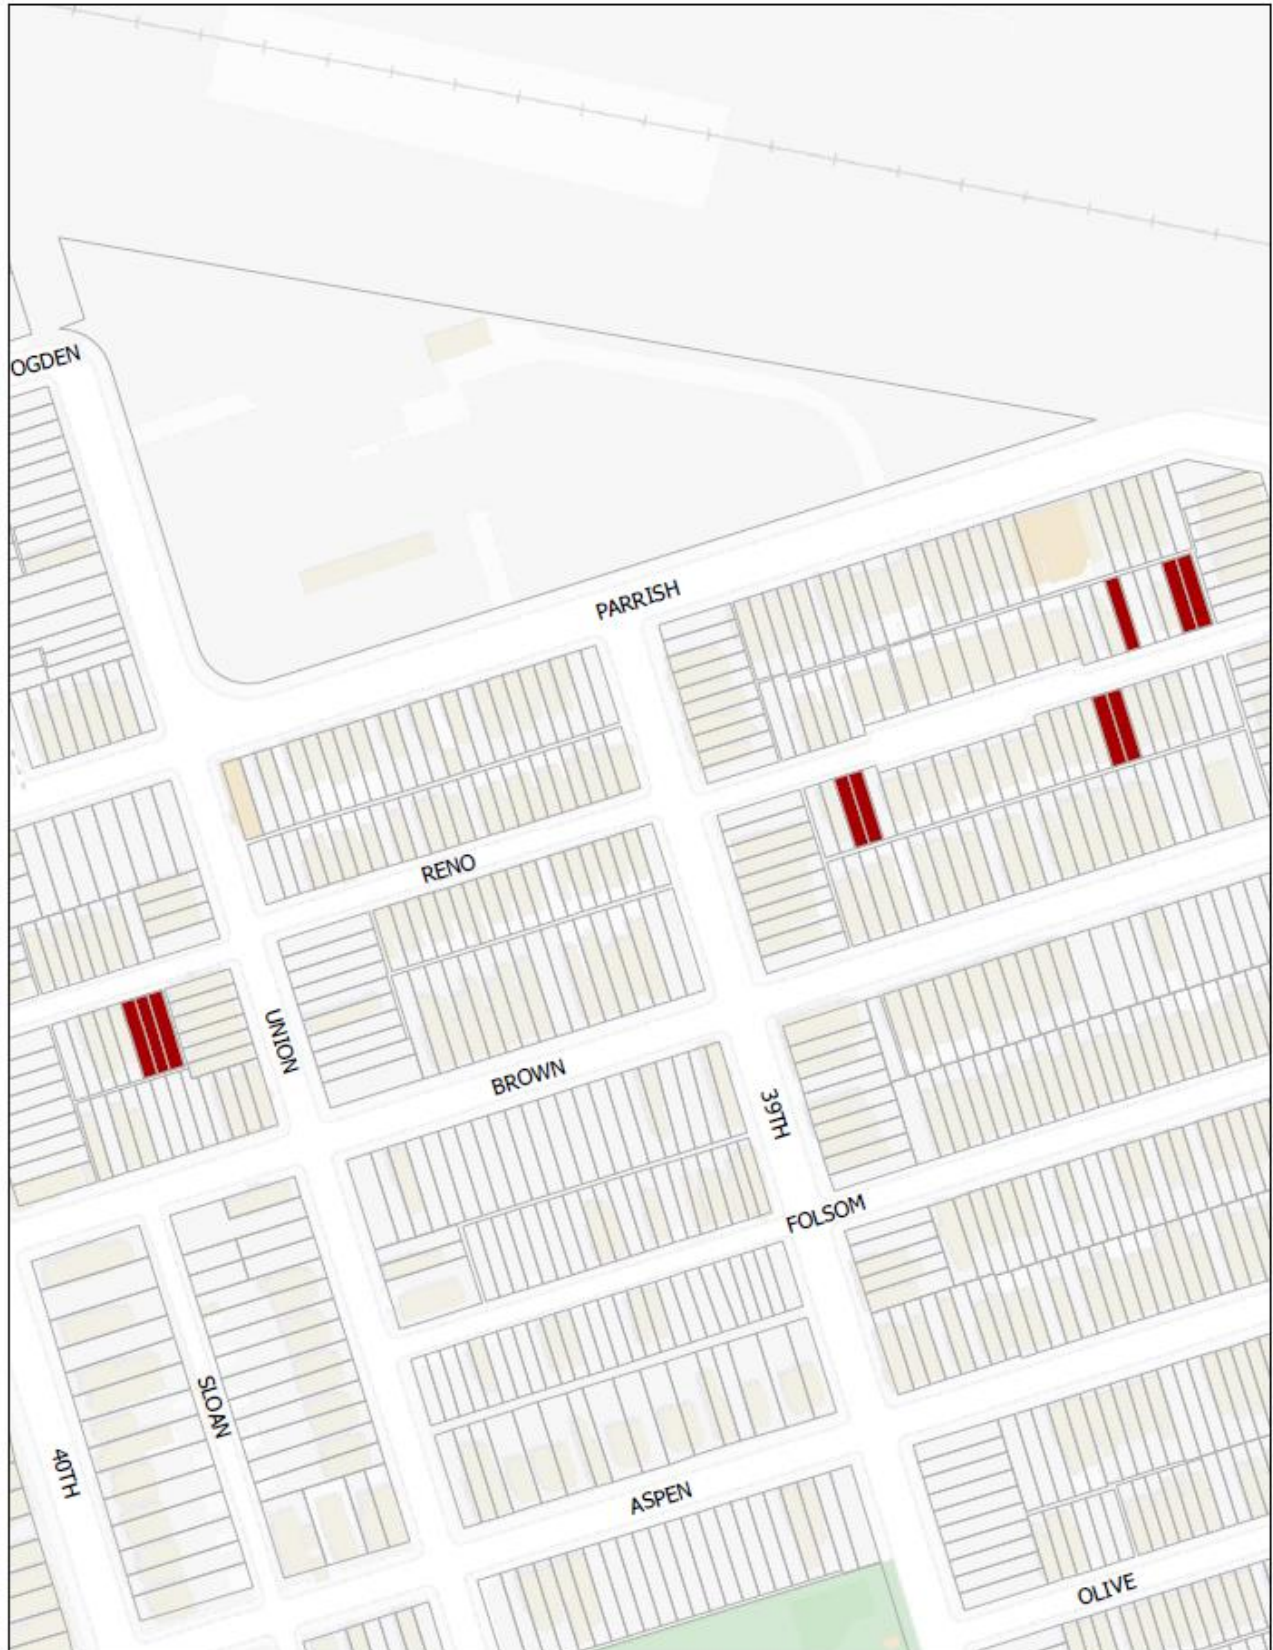 OGDEN
PARRISH
RENO
UNION
BROWN
39TH
FOLSOM
SLOAN
40TH
ASPEN
OLIVE